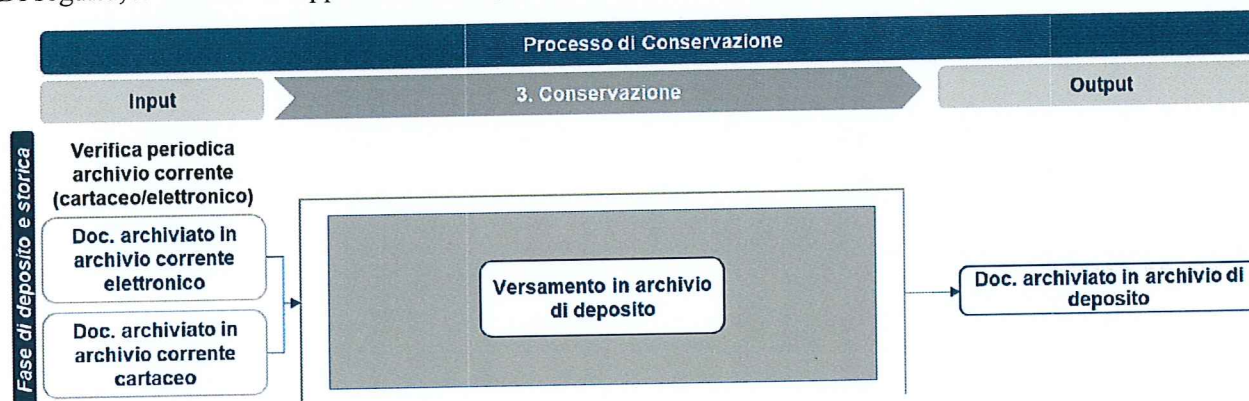 Processo di Conservazione
Input
3. Conservazione
Output
Fase di deposito e storica
Verifica periodica
archivio corrente
(cartaceo/elettronico)
Doc. archiviato in
archivio corrente
elettronico
Doc. archiviato in
archivio corrente
cartaceo
Versamento in archivio
di deposito
Doc. archiviato in archivio di
deposito